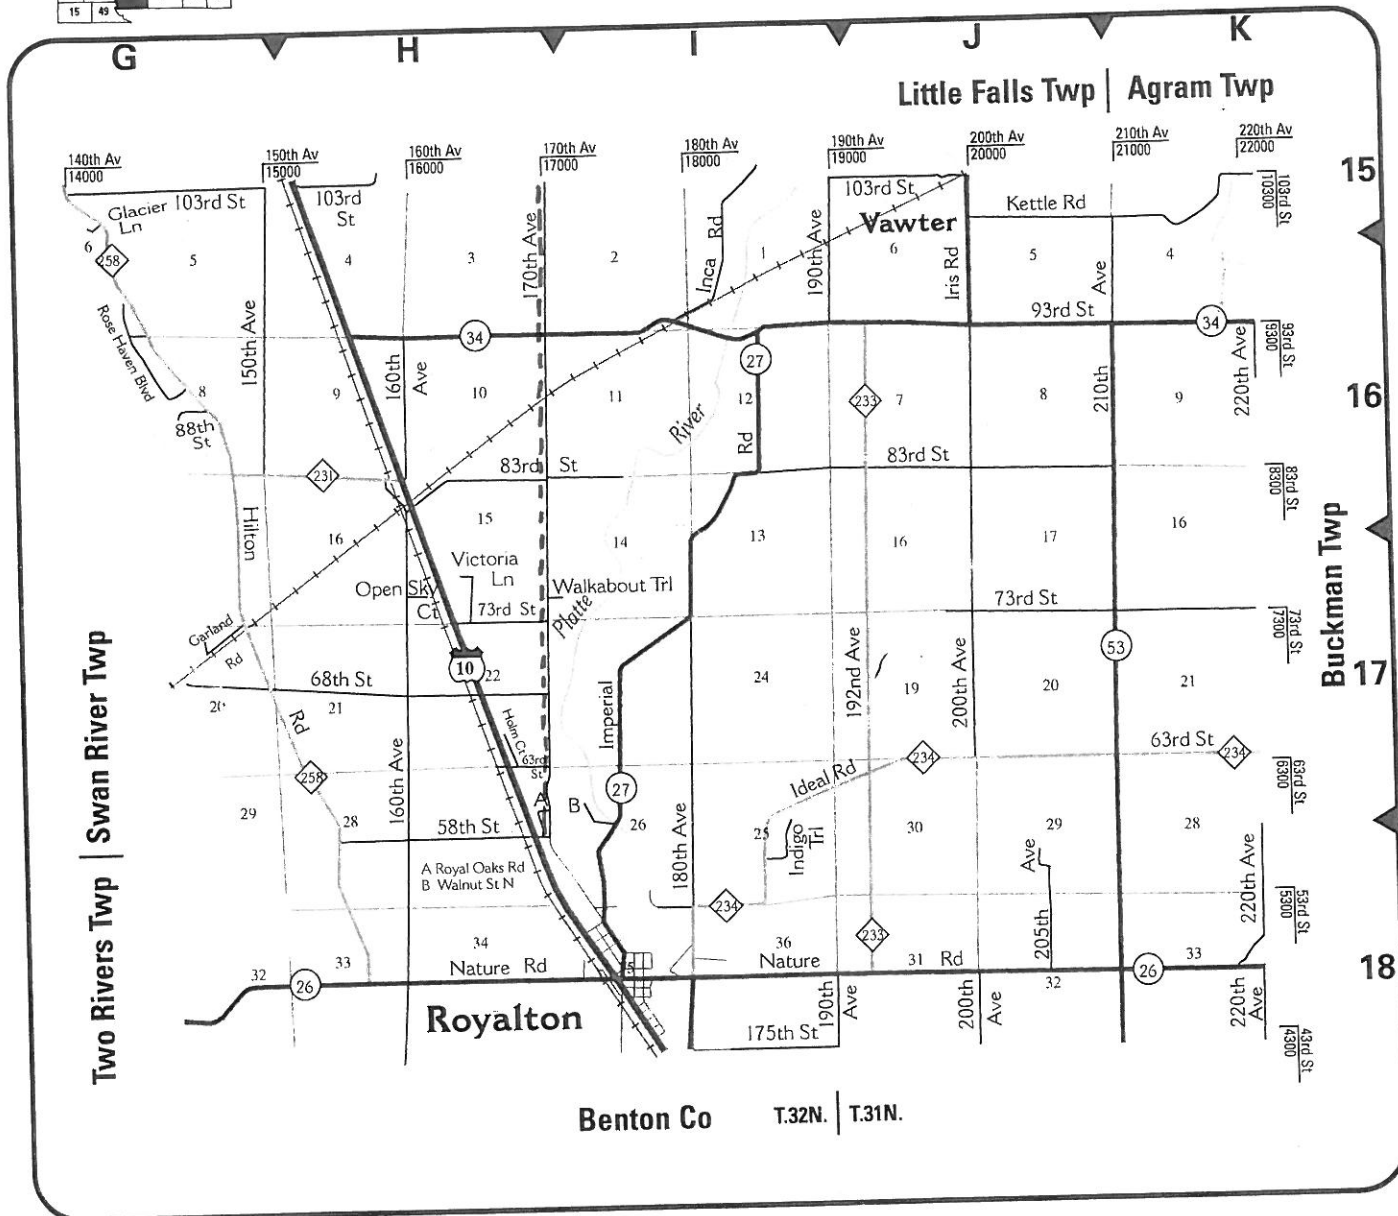 15 49
G H I J K
Little Falls Twp | Agram Twp
140th Av
14000
150th Av
15000
160th Av
16000
170th Av
17000
180th Av
18000
190th Av
19000
200th Av
20000
210th Av
21000
220th Av
22000
15
103rd St
10300
Glacier
Ln
103rd St
103rd
St
103rd St
Vawter
Kettle Rd
6
258
5
4
3
170th Ave
2
Inca Rd
1
190th Ave
6
Iris Rd
5
Ave
4
Rose Haven Blvd
150th Ave
34
27
93rd St
34
93rd St
9300
8
9
160th
Ave
10
11
River
12
Rd
233
7
8
210th
9
220th Ave
16
88th
St
231
83rd St
83rd St
83rd St
8300
Hilton
16
15
14
13
16
17
16
Victoria
Ln
Open Sky
Ct
73rd St
Walkabout Trl
Platte
73rd St
73rd St
7300
Garland
Rd
10
22
53
Buckman Twp
17
68th St
20
21
Rd
Holm Ct
63rd
St
Imperial
24
192nd Ave
19
200th Ave
20
21
258
160th Ave
A
B
27
Ideal Rd
234
63rd St
234
63rd St
6300
29
28
58th St
26
180th Ave
25
Indigo
Trl
30
29
28
A Royal Oaks Rd
B Walnut St N
234
Ave
205th
220th Ave
53rd St
5300
34
36
233
33
Nature Rd
Nature
31
Rd
33
32
26
26
32
18
Royalton
190th
Ave
200th
Ave
220th
Ave
175th St
43rd St
4300
Two Rivers Twp | Swan River Twp
Benton Co
T.32N. | T.31N.